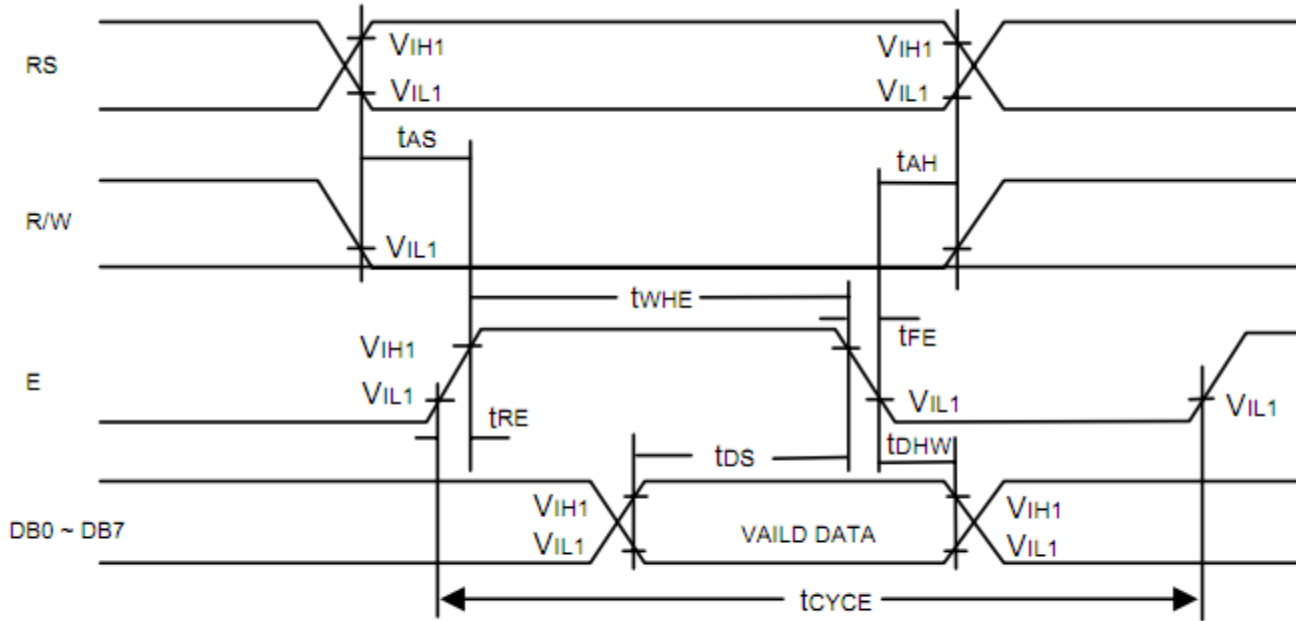 RS
VIH1
VIL1
VIH1
VIL1
tAS
tAH
R/W
VIL1
tWHE
tFE
E
VIH1
VIL1
VIL1
VIL1
tRE
tDS
tDHW
DB0 ~ DB7
VIH1
VIL1
VAILD DATA
VIH1
VIL1
tCYCE